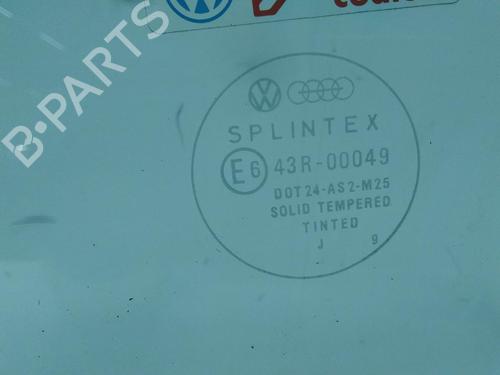 SPLINTEX
E6 43R-00049
DOT24-AS2-M25
SOLID TEMPERED
TINTED
J 9
B-PARTS